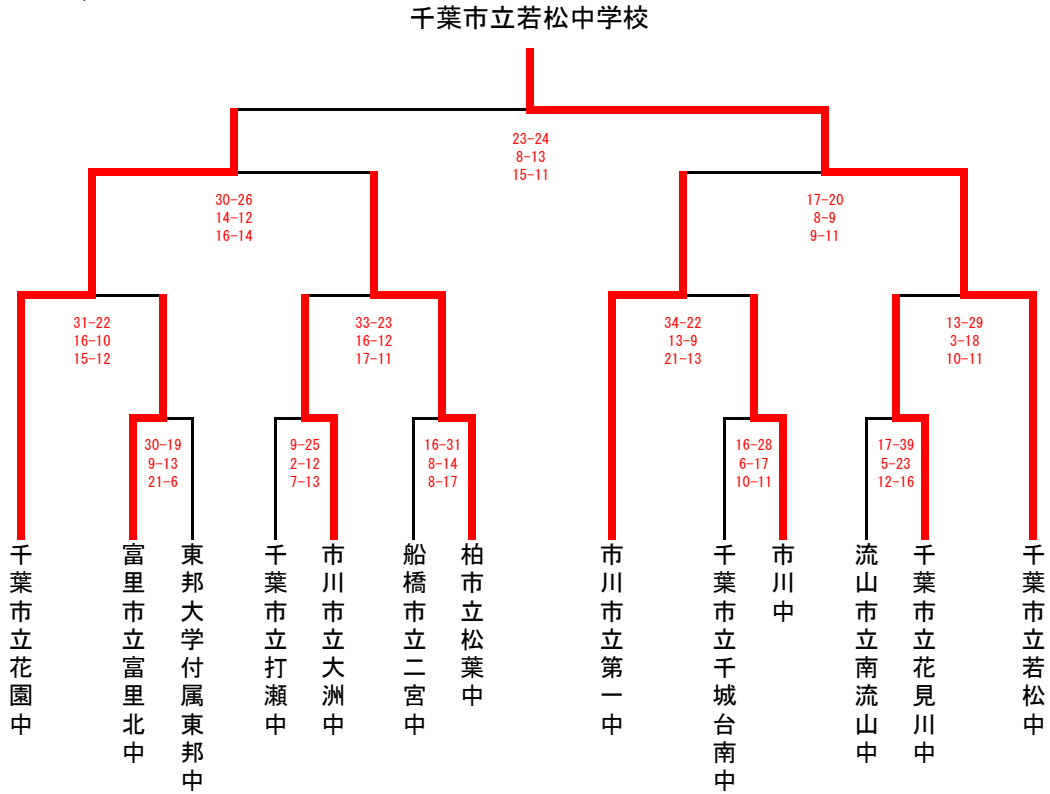 千葉市立若松中学校
23-24
8-13
15-11
30-26
14-12
16-14
17-20
8-9
9-11
31-22
16-10
15-12
33-23
16-12
17-11
34-22
13-9
21-13
13-29
3-18
10-11
30-19
9-13
21-6
9-25
2-12
7-13
16-31
8-14
8-17
16-28
6-17
10-11
17-39
5-23
12-16
千葉市立花園中
富里市立富里北中
東邦大学付属東邦中
千葉市立打瀬中
市川市立大洲中
船橋市立二宮中
柏市立松葉中
市川市立第一中
千葉市立千城台南中
市川中
流山市立南流山中
千葉市立花見川中
千葉市立若松中